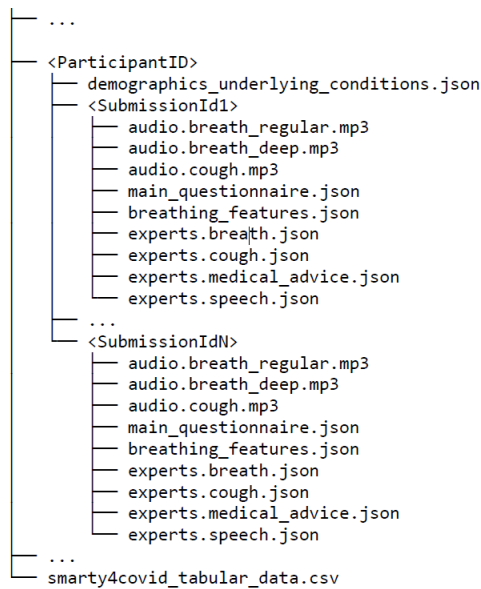 ...
<ParticipantID>
demographics_underlying_conditions.json
<SubmissionId1>
audio.breath_regular.mp3
audio.breath_deep.mp3
audio.cough.mp3
main_questionnaire.json
breathing_features.json
experts.breath.json
experts.cough.json
experts.medical_advice.json
experts.speech.json
...
<SubmissionIdN>
audio.breath_regular.mp3
audio.breath_deep.mp3
audio.cough.mp3
main_questionnaire.json
breathing_features.json
experts.breath.json
experts.cough.json
experts.medical_advice.json
experts.speech.json
...
smarty4covid_tabular_data.csv